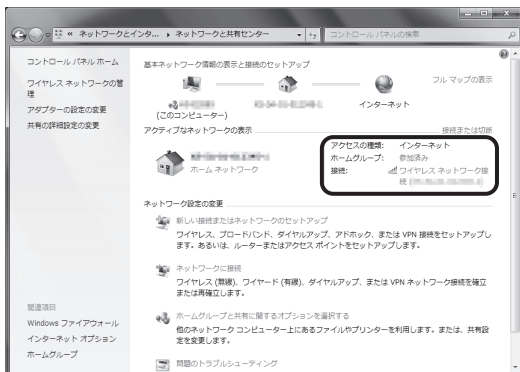 « ネットワークとインタ... ▸ ネットワークと共有センター
コントロール パネルの検索
コントロール パネル ホーム
ワイヤレス ネットワークの管
理
アダプターの設定の変更
共有の詳細設定の変更
基本ネットワーク情報の表示と接続のセットアップ
フル マップの表示
(このコンピューター)
インターネット
アクティブなネットワークの表示
接続または切断
ホーム ネットワーク
アクセスの種類: インターネット
ホームグループ: 参加済み
接続: ワイヤレス ネットワーク接
続
ネットワーク設定の変更
新しい接続またはネットワークのセットアップ
ワイヤレス、ブロードバンド、ダイヤルアップ、アドホック、または VPN 接続をセットアップし
ます。あるいは、ルーターまたはアクセス ポイントをセットアップします。
ネットワークに接続
ワイヤレス (無線)、ワイヤード (有線)、ダイヤルアップ、または VPN ネットワーク接続を確立
または再確立します。
ホームグループと共有に関するオプションを選択する
他のネットワーク コンピューター上にあるファイルやプリンターを利用します。または、共有設
定を変更します。
問題のトラブルシューティング
関連項目
Windows ファイアウォール
インターネット オプション
ホームグループ